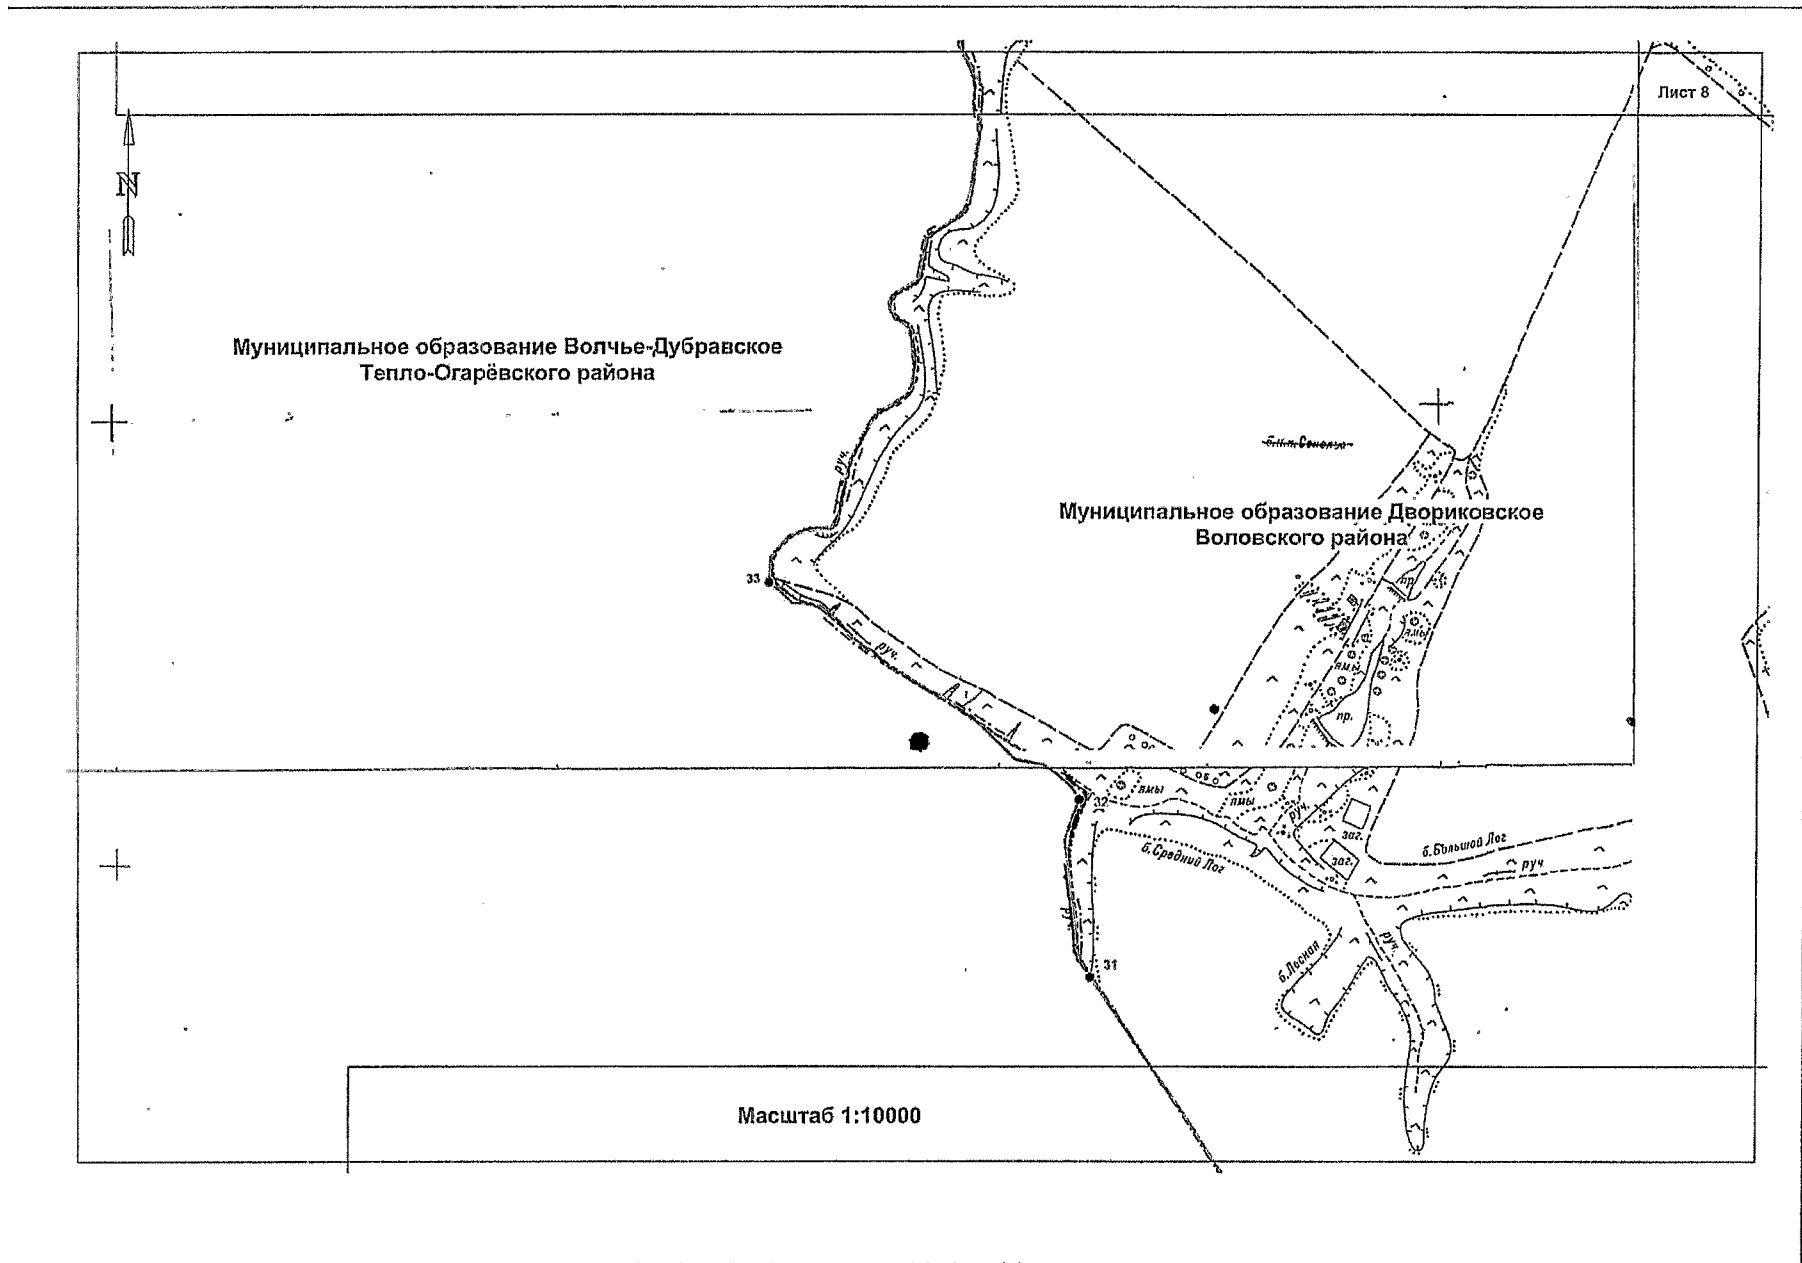 Лист 8
N
Муниципальное образование Волчье-Дубравское
Тепло-Огарёвского района
руч.
Муниципальное образование Двориковское
Воловского района
33
пр.
ямы
руч.
ямы
пр.
32
ямы
ямы
руч.
заг.
б. Средний Лог
заг.
б. Большой Лог
руч
31
руч.
б. Лесная
Масштаб 1:10000